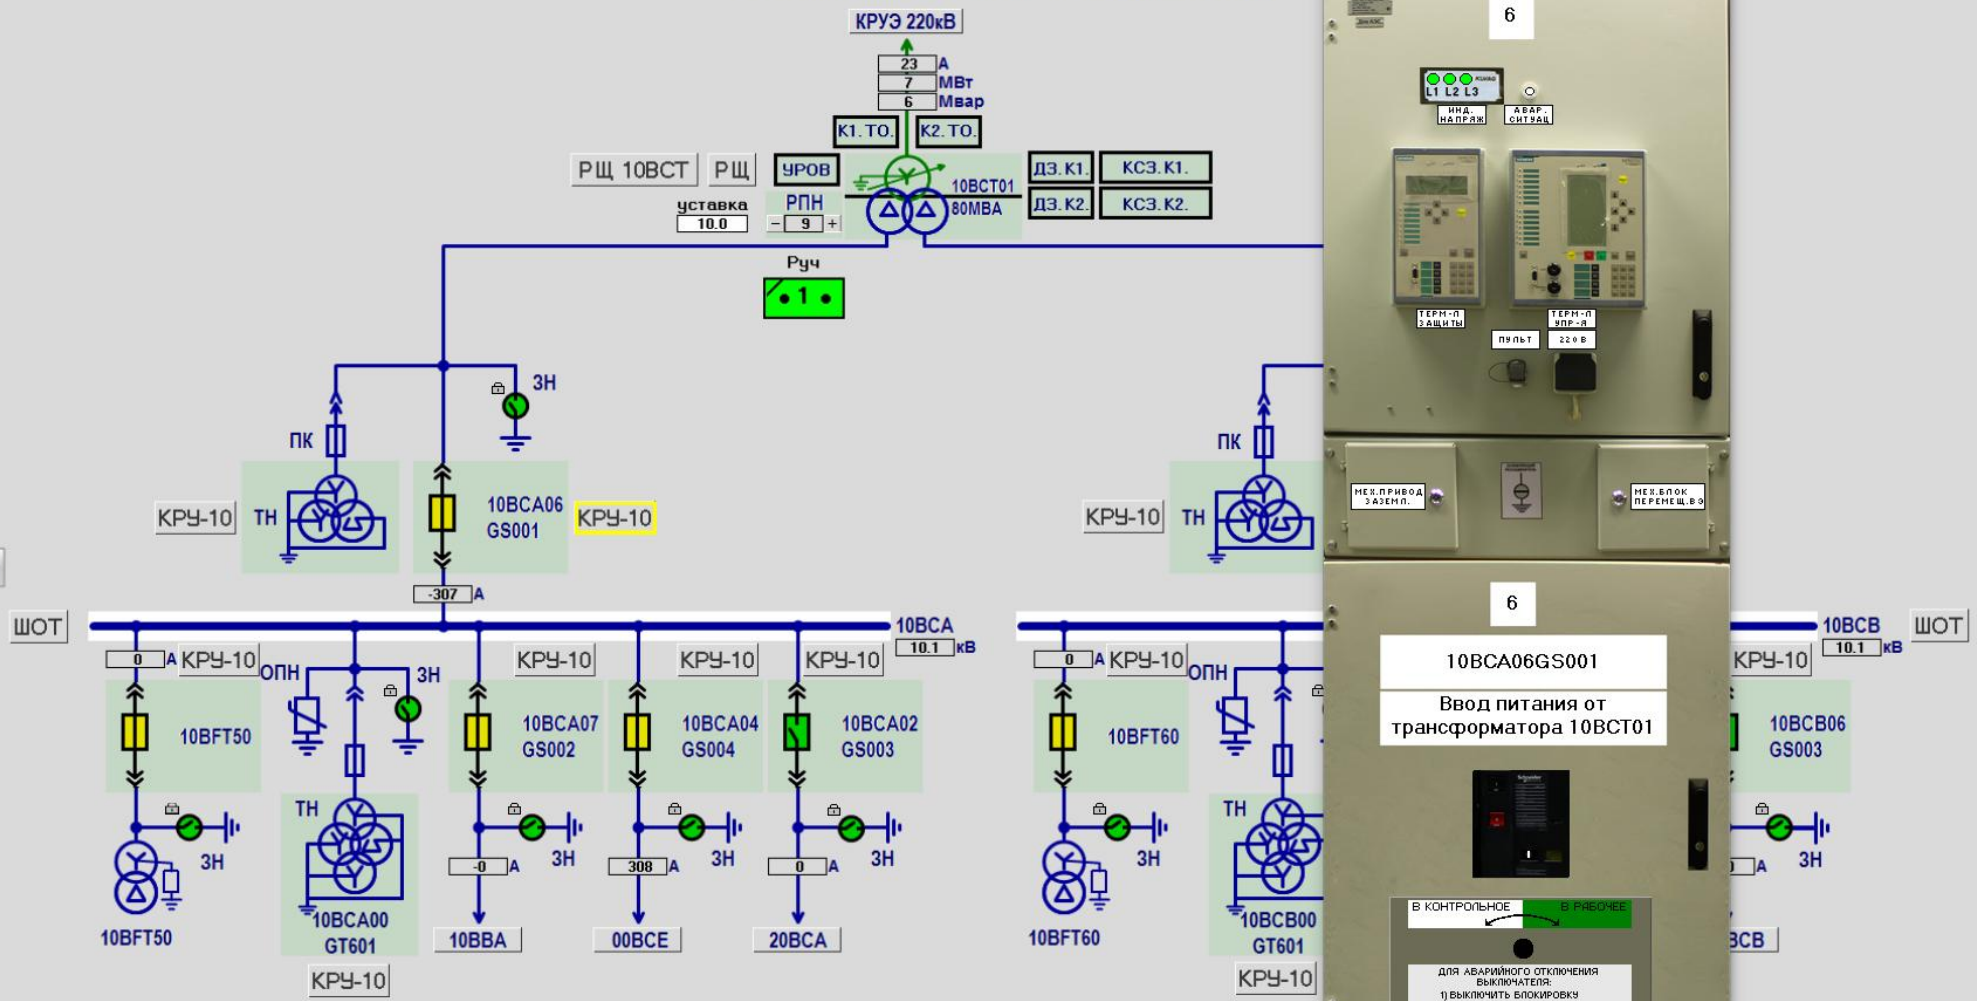 КРУЭ 220кВ
23 А
7 МВт
6 Мвар
К1.ТО. К2.ТО.
РЩ 10ВСТ РЩ УРОВ
ДЗ.К1. КСЗ.К1.
ДЗ.К2. КСЗ.К2.
10ВСТ01
80МВА
уставка
10.0
РПН
− 9 +
Руч
1
ЗН
ПК
КРУ-10 ТН
10ВСА06
GS001
КРУ-10
-307 А
ПК
КРУ-10 ТН
ШОТ
10ВСА
10.1 кВ
0 А КРУ-10
ОПН
ЗН
КРУ-10
КРУ-10
КРУ-10
10BFT50
10ВСА07
GS002
10ВСА04
GS004
10ВСА02
GS003
ТН
ЗН
ЗН
ЗН
ЗН
-0 А
308 А
0 А
10BFT50
10ВСА00
GT601
КРУ-10
10ВВА
00ВСЕ
20ВСА
0 А КРУ-10
ОПН
10BFT60
ЗН
ТН
10BFT60
10ВСВ00
GT601
КРУ-10
10ВСВ
10.1 кВ
ШОТ
КРУ-10
10ВСВ06
GS003
ЗН
А
ВСВ
6
L1 L2 L3
ИНД.
НАПРЯЖ
АВАР.
СИТУАЦ
ТЕРМ-Л
ЗАЩИТЫ
ТЕРМ-Л
УПР-Я
ПУЛЬТ
220В
МЕХ.ПРИВОД
ЗАЗЕМЛ.
МЕХ.БЛОК
ПЕРЕМЕЩ.ВЭ
6
10ВСА06GS001
Ввод питания от
трансформатора 10ВСТ01
Schneider
В КОНТРОЛЬНОЕ В РАБОЧЕЕ
ДЛЯ АВАРИЙНОГО ОТКЛЮЧЕНИЯ
ВЫКЛЮЧАТЕЛЯ:
1) ВЫКЛЮЧИТЬ БЛОКИРОВКУ